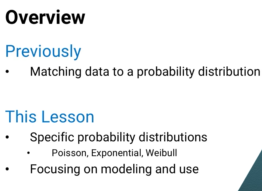 Overview
Previously
• Matching data to a probability distribution
This Lesson
• Specific probability distributions
• Poisson, Exponential, Weibull
• Focusing on modeling and use